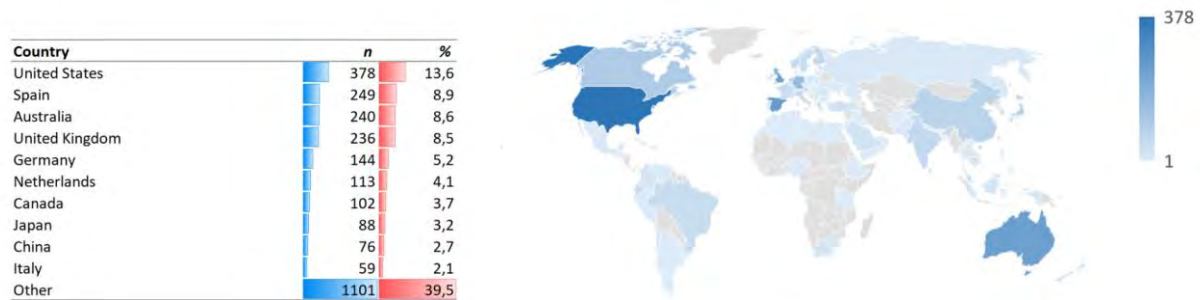 Country n %
United States 378 13,6
Spain 249 8,9
Australia 240 8,6
United Kingdom 236 8,5
Germany 144 5,2
Netherlands 113 4,1
Canada 102 3,7
Japan 88 3,2
China 76 2,7
Italy 59 2,1
Other 1101 39,5
378
1